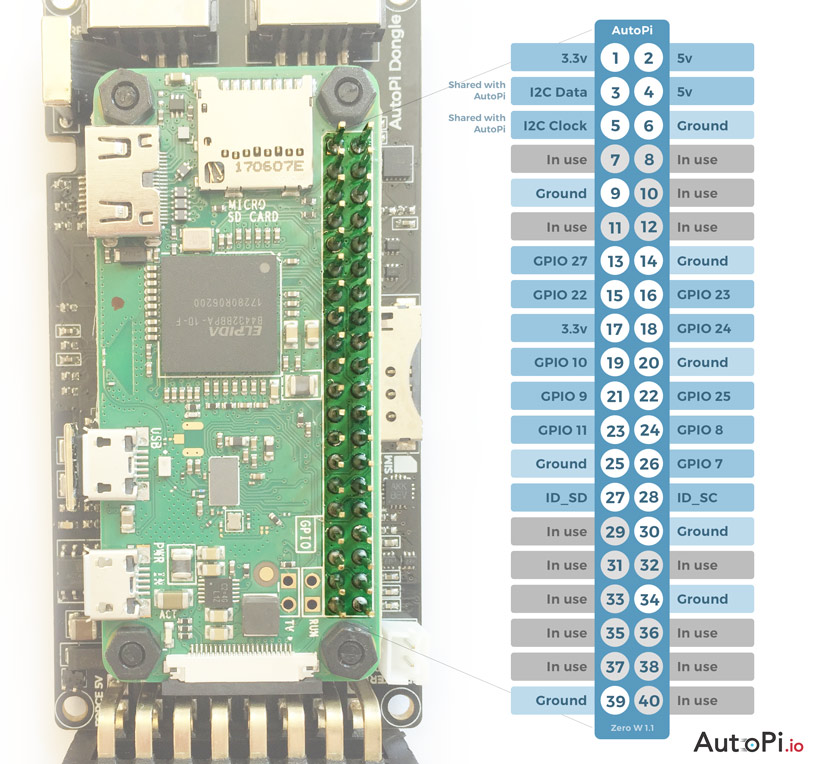 AutoPi Dongle
170607E
MICRO
SD CARD
ELPIDA
B4432BBPA-10-F
17280R06200
USB
SIM
GPIO
PWR
IN
ACT
TV
RUN
AutoPi
3.3v 1 2 5v
Shared with
AutoPi
I2C Data 3 4 5v
Shared with
AutoPi
I2C Clock 5 6 Ground
In use 7 8 In use
Ground 9 10 In use
In use 11 12 In use
GPIO 27 13 14 Ground
GPIO 22 15 16 GPIO 23
3.3v 17 18 GPIO 24
GPIO 10 19 20 Ground
GPIO 9 21 22 GPIO 25
GPIO 11 23 24 GPIO 8
Ground 25 26 GPIO 7
ID_SD 27 28 ID_SC
In use 29 30 Ground
In use 31 32 In use
In use 33 34 Ground
In use 35 36 In use
In use 37 38 In use
Ground 39 40 In use
Zero W 1.1
AutoPi.io